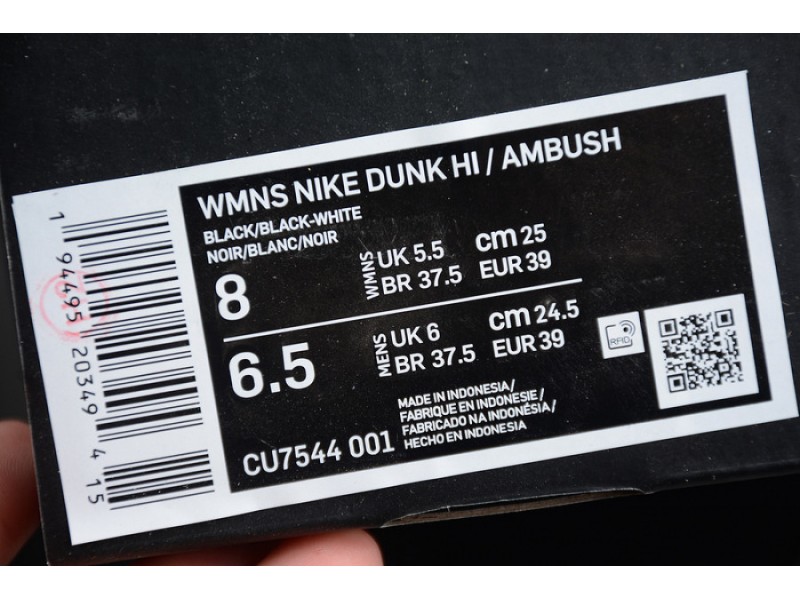 WMNS NIKE DUNK HI / AMBUSH
BLACK/BLACK-WHITE
NOIR/BLANC/NOIR
8
WMNS
UK 5.5 cm 25
BR 37.5 EUR 39
6.5
MENS
UK 6 cm 24.5
BR 37.5 EUR 39
RFID
CU7544 001
MADE IN INDONESIA/
FABRIQUE EN INDONESIE/
FABRICADO NA INDONÉSIA/
HECHO EN INDONESIA
1 94495 20349 4 15